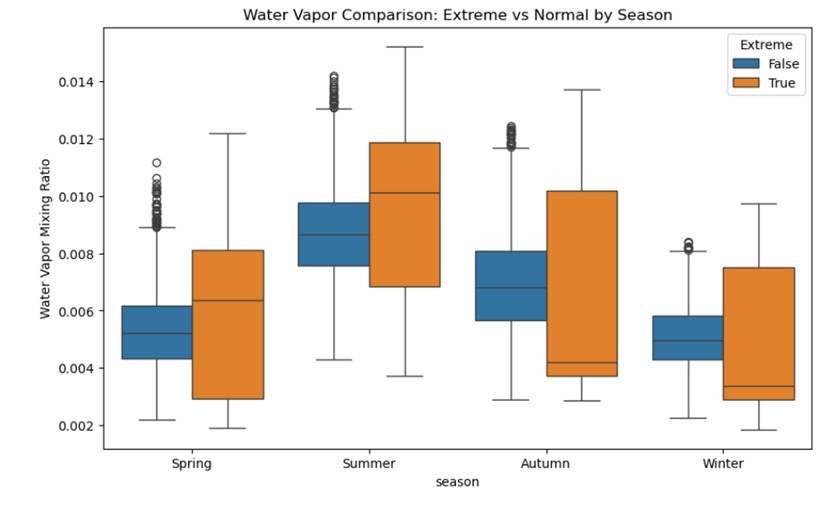 Water Vapor Comparison: Extreme vs Normal by Season
Extreme
False
True
Water Vapor Mixing Ratio
0.014
0.012
0.010
0.008
0.006
0.004
0.002
Spring Summer Autumn Winter
season